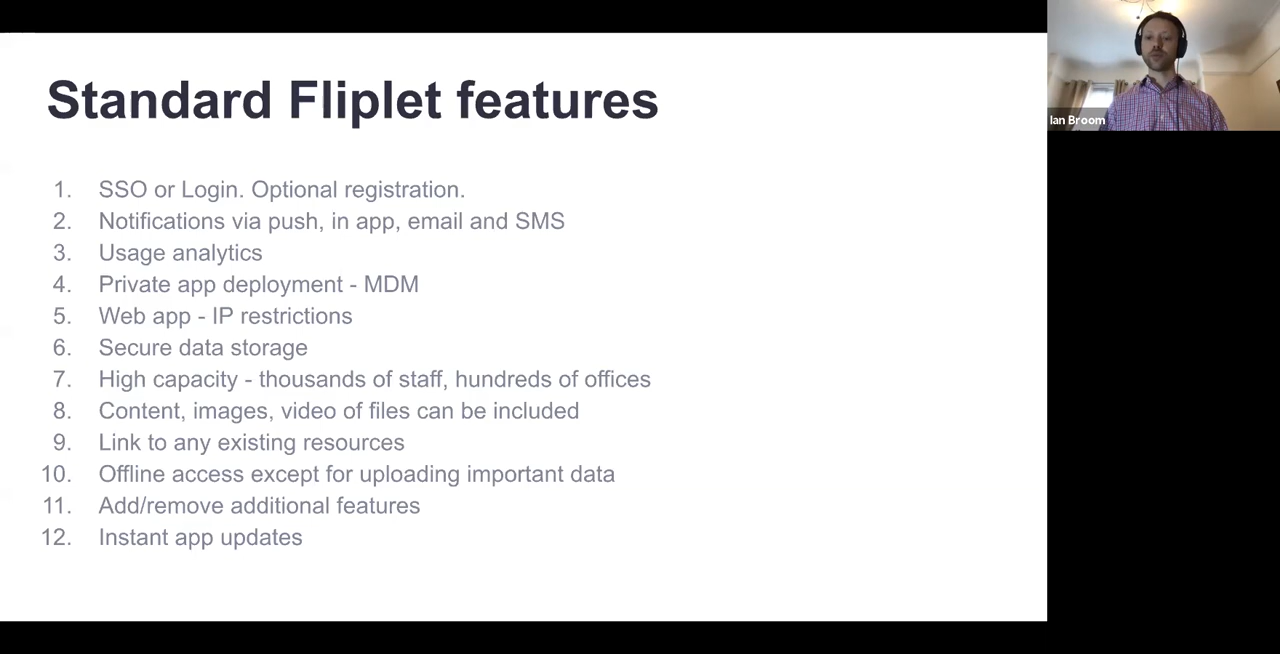 Standard Fliplet features
1. SSO or Login. Optional registration.
2. Notifications via push, in app, email and SMS
3. Usage analytics
4. Private app deployment - MDM
5. Web app - IP restrictions
6. Secure data storage
7. High capacity - thousands of staff, hundreds of offices
8. Content, images, video of files can be included
9. Link to any existing resources
10. Offline access except for uploading important data
11. Add/remove additional features
12. Instant app updates
Ian Broom